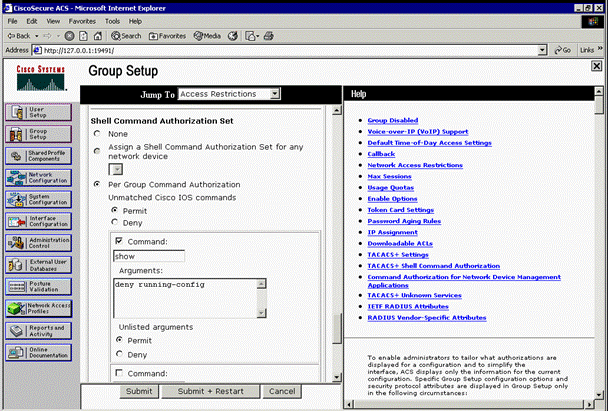 CiscoSecure ACS - Microsoft Internet Explorer
File Edit View Favorites Tools Help
Back Search Favorites Media
Address http://127.0.0.1:19491/ Go Links »
CISCO SYSTEMS
Group Setup
Jump To Access Restrictions
User
Setup
Group
Setup
Shared Profile
Components
Network
Configuration
System
Configuration
Interface
Configuration
Administration
Control
External User
Databases
Posture
Validation
Network Access
Profiles
Reports and
Activity
Online
Documentation
Shell Command Authorization Set
None
Assign a Shell Command Authorization Set for any
network device
Per Group Command Authorization
Unmatched Cisco IOS commands
Permit
Deny
Command:
show
Arguments:
deny running-config
Unlisted arguments
Permit
Deny
Command:
Submit Submit + Restart Cancel
Help
Group Disabled
Voice-over-IP (VoIP) Support
Default Time-of-Day Access Settings
Callback
Network Access Restrictions
Max Sessions
Usage Quotas
Enable Options
Token Card Settings
Password Aging Rules
IP Assignment
Downloadable ACLs
TACACS+ Settings
TACACS+ Shell Command Authorization
Command Authorization for Network Device Management
Applications
TACACS+ Unknown Services
IETF RADIUS Attributes
RADIUS Vendor-Specific Attributes
To enable administrators to tailor what authorizations are
displayed for a configuration and to simplify the
interface, ACS displays only the information for the current
configuration. Specific Group Setup configuration options and
security protocol attributes are displayed in Group Setup only
in the following circumstances: